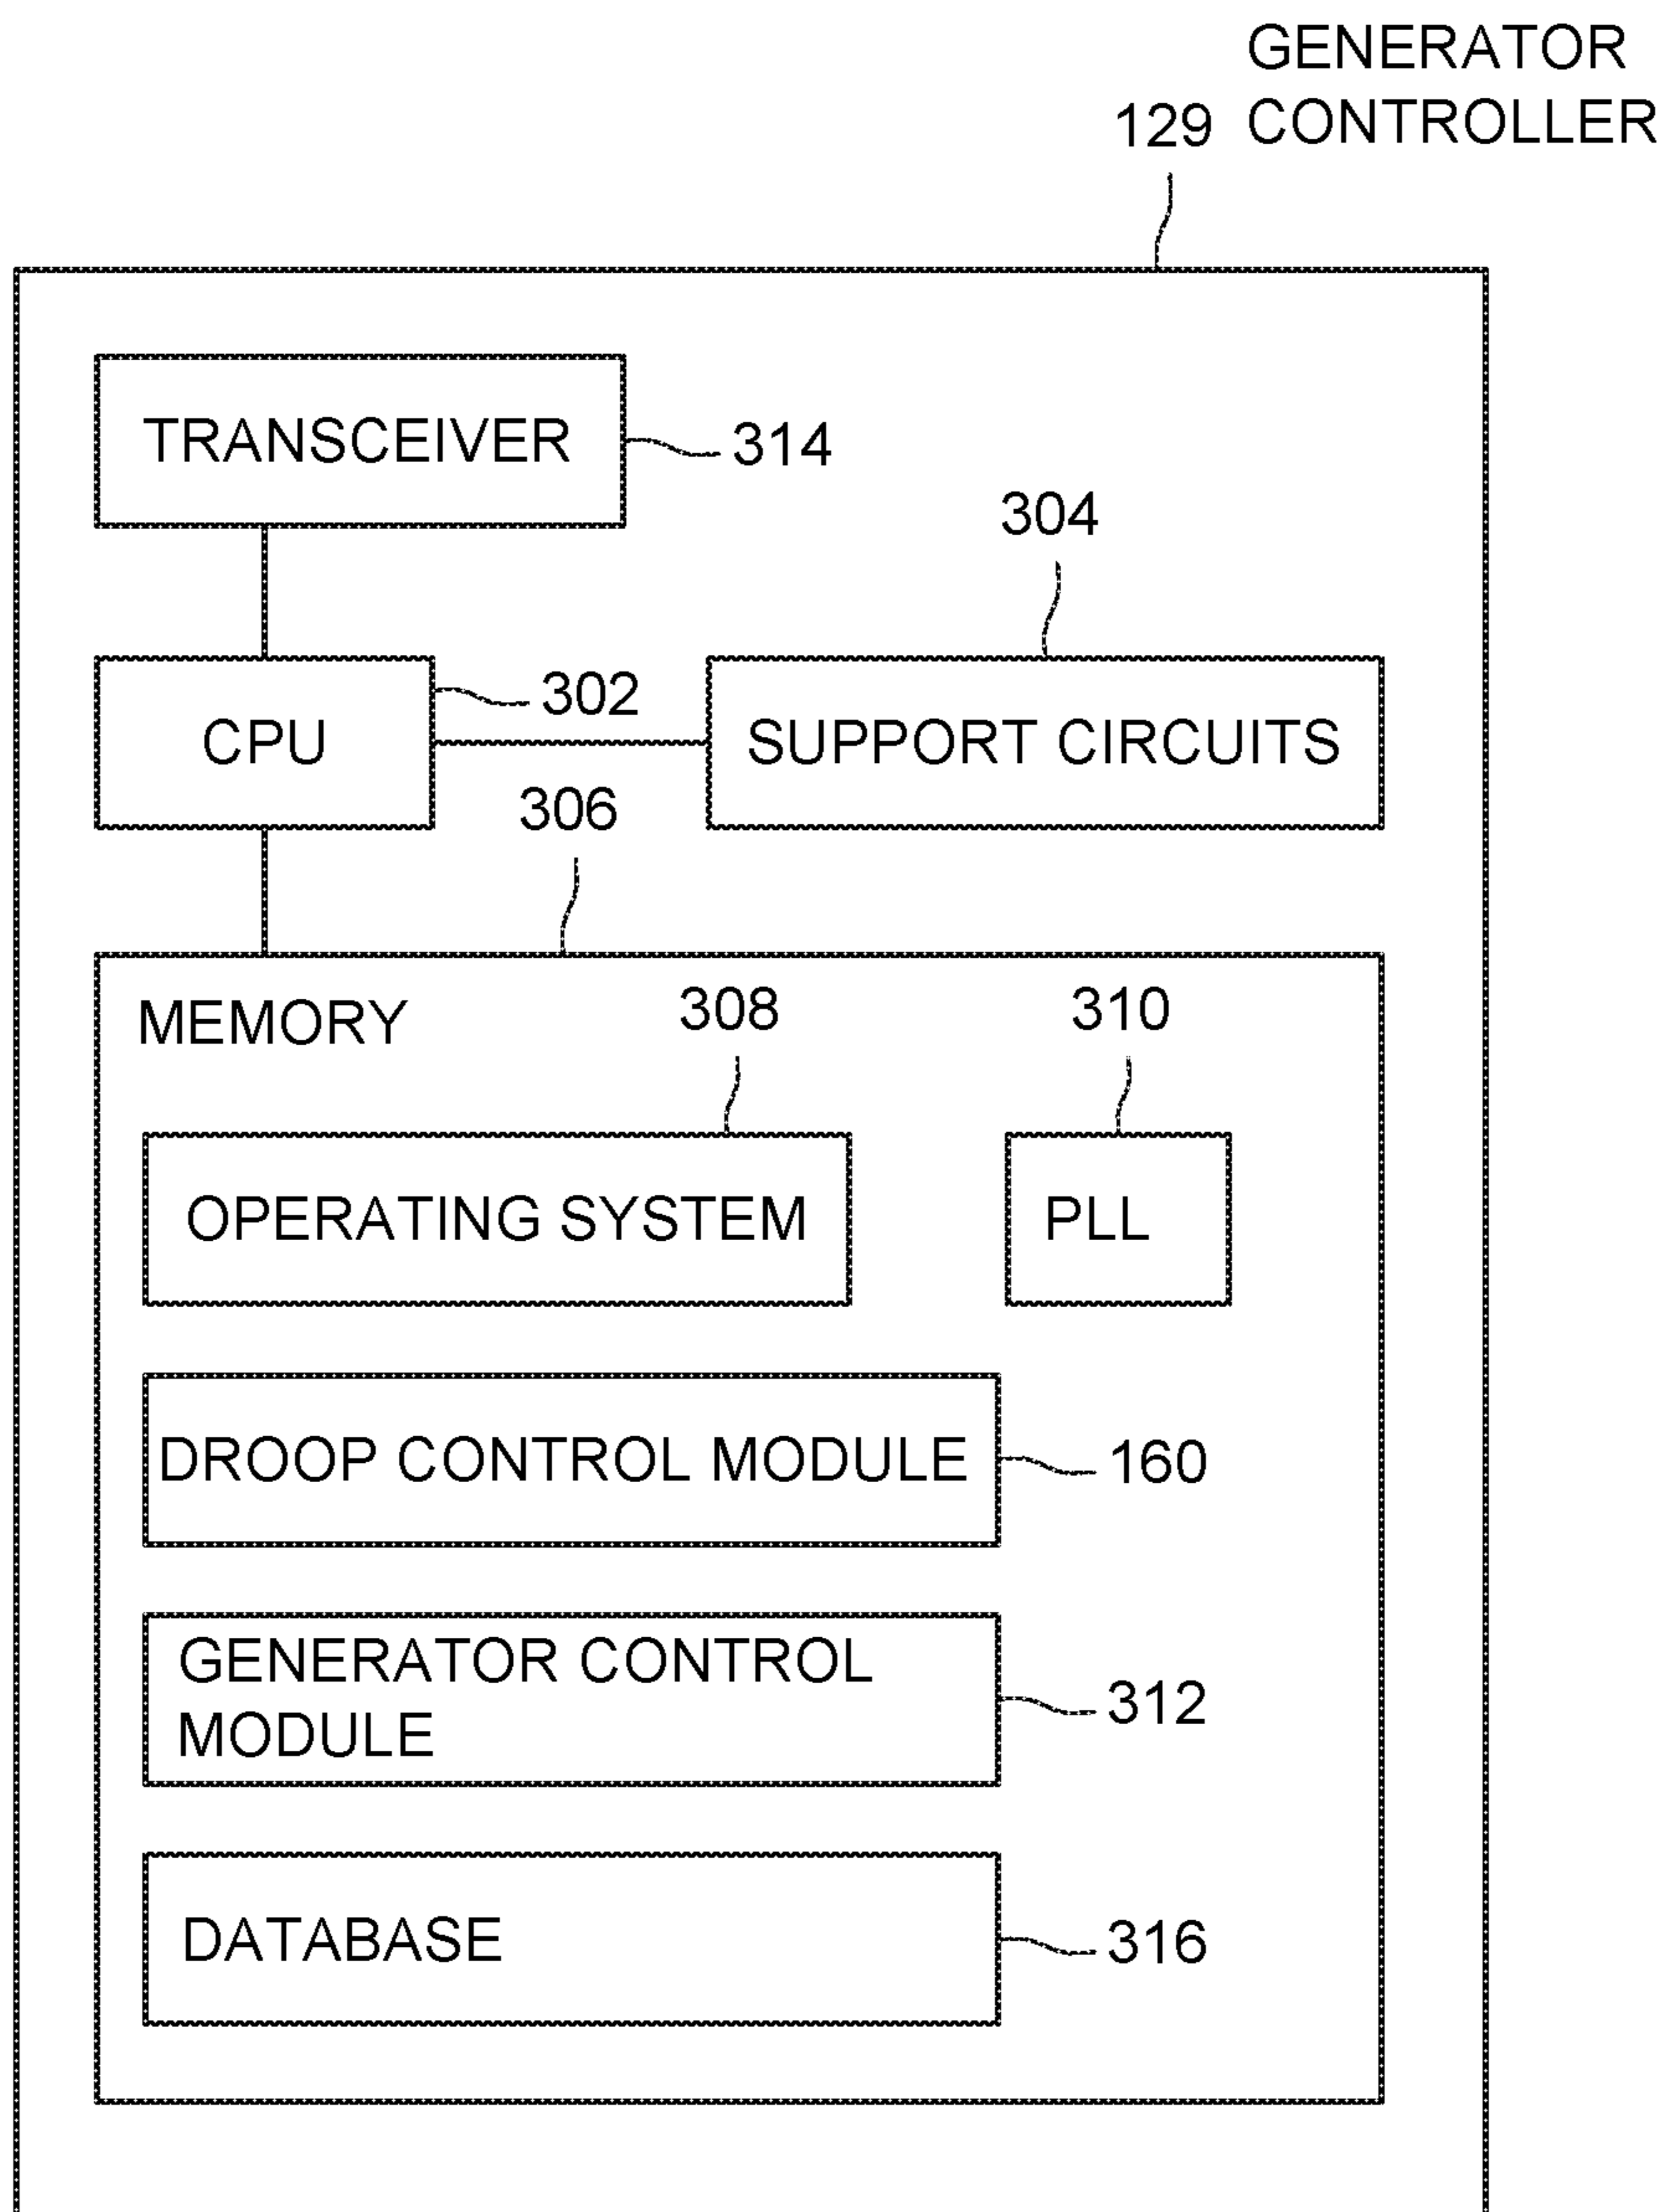 GENERATOR
129 CONTROLLER
TRANSCEIVER
314
304
302
CPU
SUPPORT CIRCUITS
306
MEMORY
308
310
OPERATING SYSTEM
PLL
DROOP CONTROL MODULE
160
GENERATOR CONTROL
MODULE
312
DATABASE
316